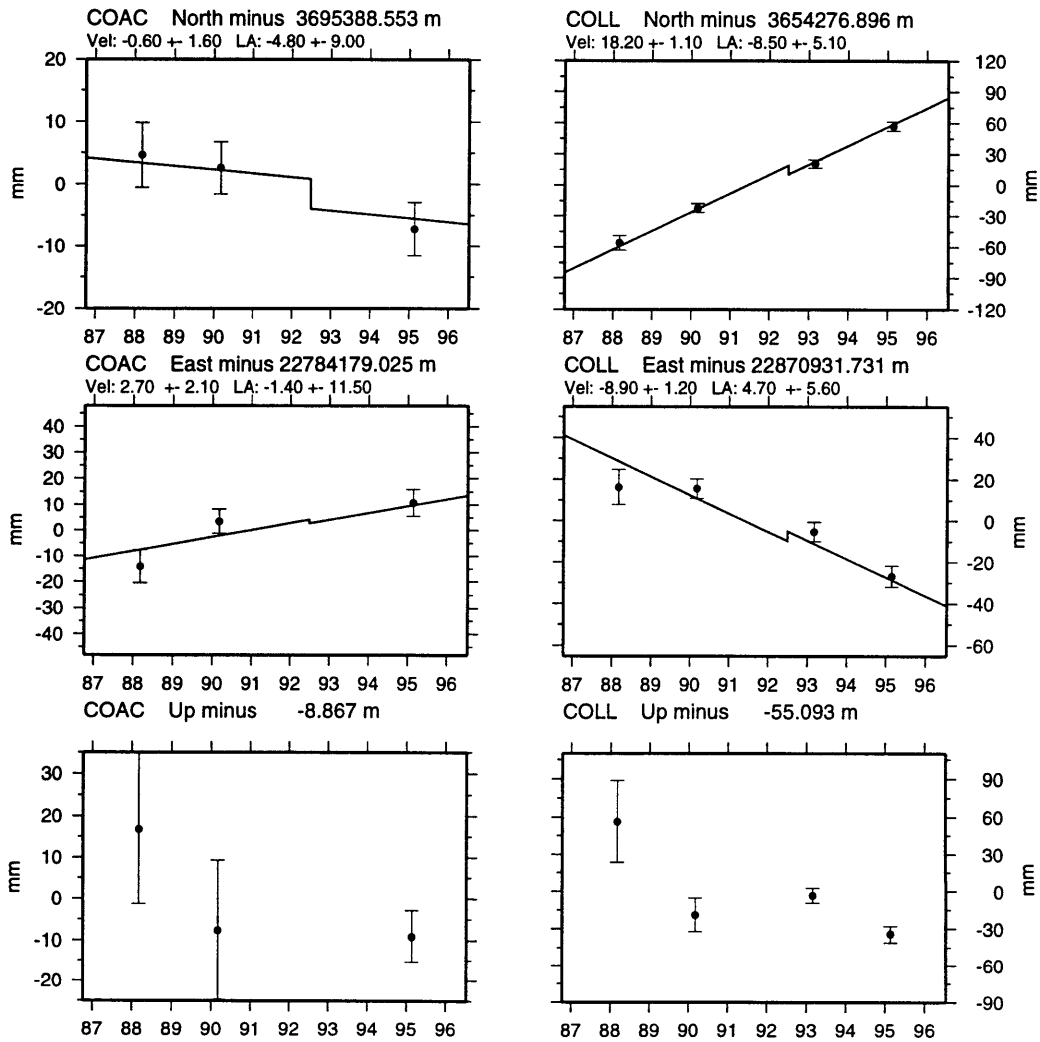 COAC North minus 3695388.553 m
Vel: -0.60 +- 1.60 LA: -4.80 +- 9.00
20
10
0
-10
-20
mm
87 88 89 90 91 92 93 94 95 96
COLL North minus 3654276.896 m
Vel: 18.20 +- 1.10 LA: -8.50 +- 5.10
120
90
60
30
0
-30
-60
-90
-120
mm
87 88 89 90 91 92 93 94 95 96
COAC East minus 22784179.025 m
Vel: 2.70 +- 2.10 LA: -1.40 +- 11.50
40
30
20
10
0
-10
-20
-30
-40
mm
87 88 89 90 91 92 93 94 95 96
COLL East minus 22870931.731 m
Vel: -8.90 +- 1.20 LA: 4.70 +- 5.60
40
20
0
-20
-40
-60
mm
87 88 89 90 91 92 93 94 95 96
COAC Up minus -8.867 m
30
20
10
0
-10
-20
mm
87 88 89 90 91 92 93 94 95 96
COLL Up minus -55.093 m
90
60
30
0
-30
-60
-90
mm
87 88 89 90 91 92 93 94 95 96